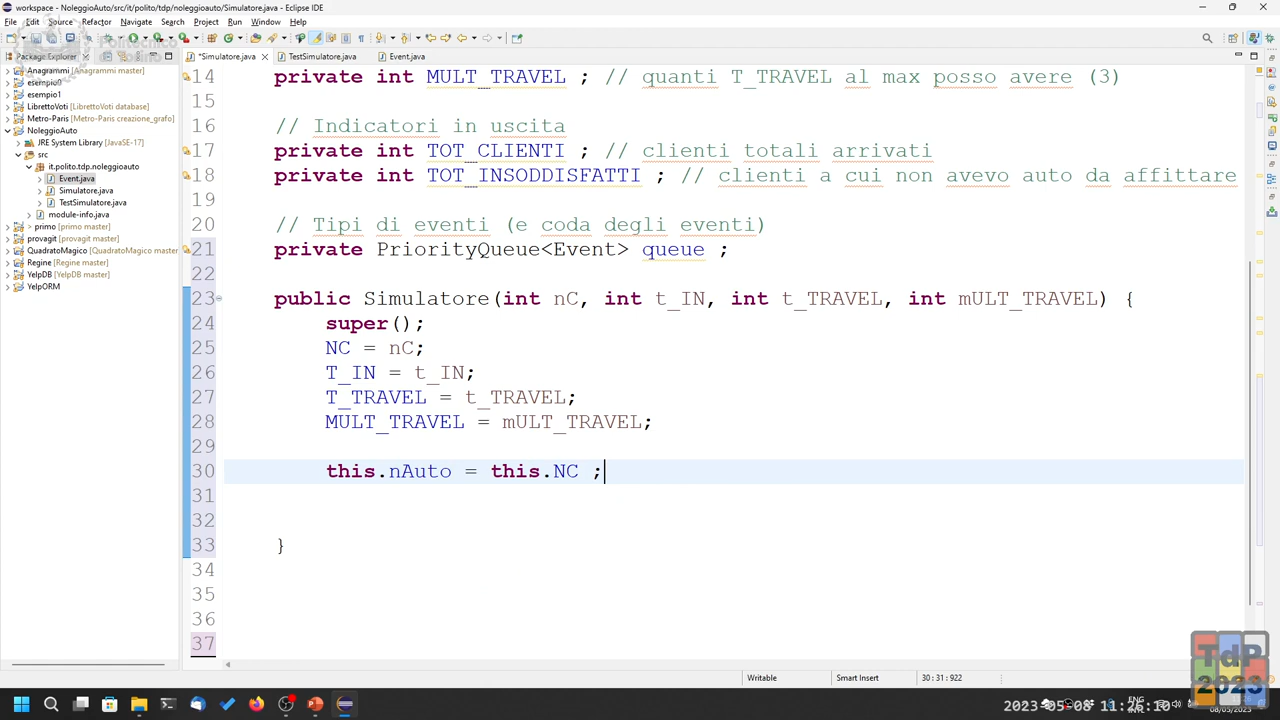 workspace - NoleggioAuto/src/it/polito/tdp/noleggioauto/Simulatore.java - Eclipse IDE
File Edit Source Refactor Navigate Search Project Run Window Help
Package Explorer
*Simulatore.java
TestSimulatore.java
Event.java
Anagrammi [Anagrammi master]
esempio0
esempio1
LibrettoVoti [LibrettoVoti database]
Metro-Paris [Metro-Paris creazione_grafo]
NoleggioAuto
JRE System Library [JavaSE-17]
src
it.polito.tdp.noleggioauto
Event.java
Simulatore.java
TestSimulatore.java
module-info.java
> primo [primo master]
provagit [provagit master]
QuadratoMagico [QuadratoMagico master]
Regine [Regine master]
YelpDB [YelpDB master]
YelpORM
14 private int MULT_TRAVEL ; // quanti T_TRAVEL al max posso avere (3)
15
16 // Indicatori in uscita
17 private int TOT_CLIENTI ; // clienti totali arrivati
18 private int TOT_INSODDISFATTI ; // clienti a cui non avevo auto da affittare
19
20 // Tipi di eventi (e coda degli eventi)
21 private PriorityQueue<Event> queue ;
22
23 public Simulatore(int nC, int t_IN, int t_TRAVEL, int mULT_TRAVEL) {
24 super();
25 NC = nC;
26 T_IN = t_IN;
27 T_TRAVEL = t_TRAVEL;
28 MULT_TRAVEL = mULT_TRAVEL;
29
30 this.nAuto = this.NC ;
31
32
33 }
34
35
36
37
Writable
Smart Insert
30 : 31 : 922
TdP
2023
ENG